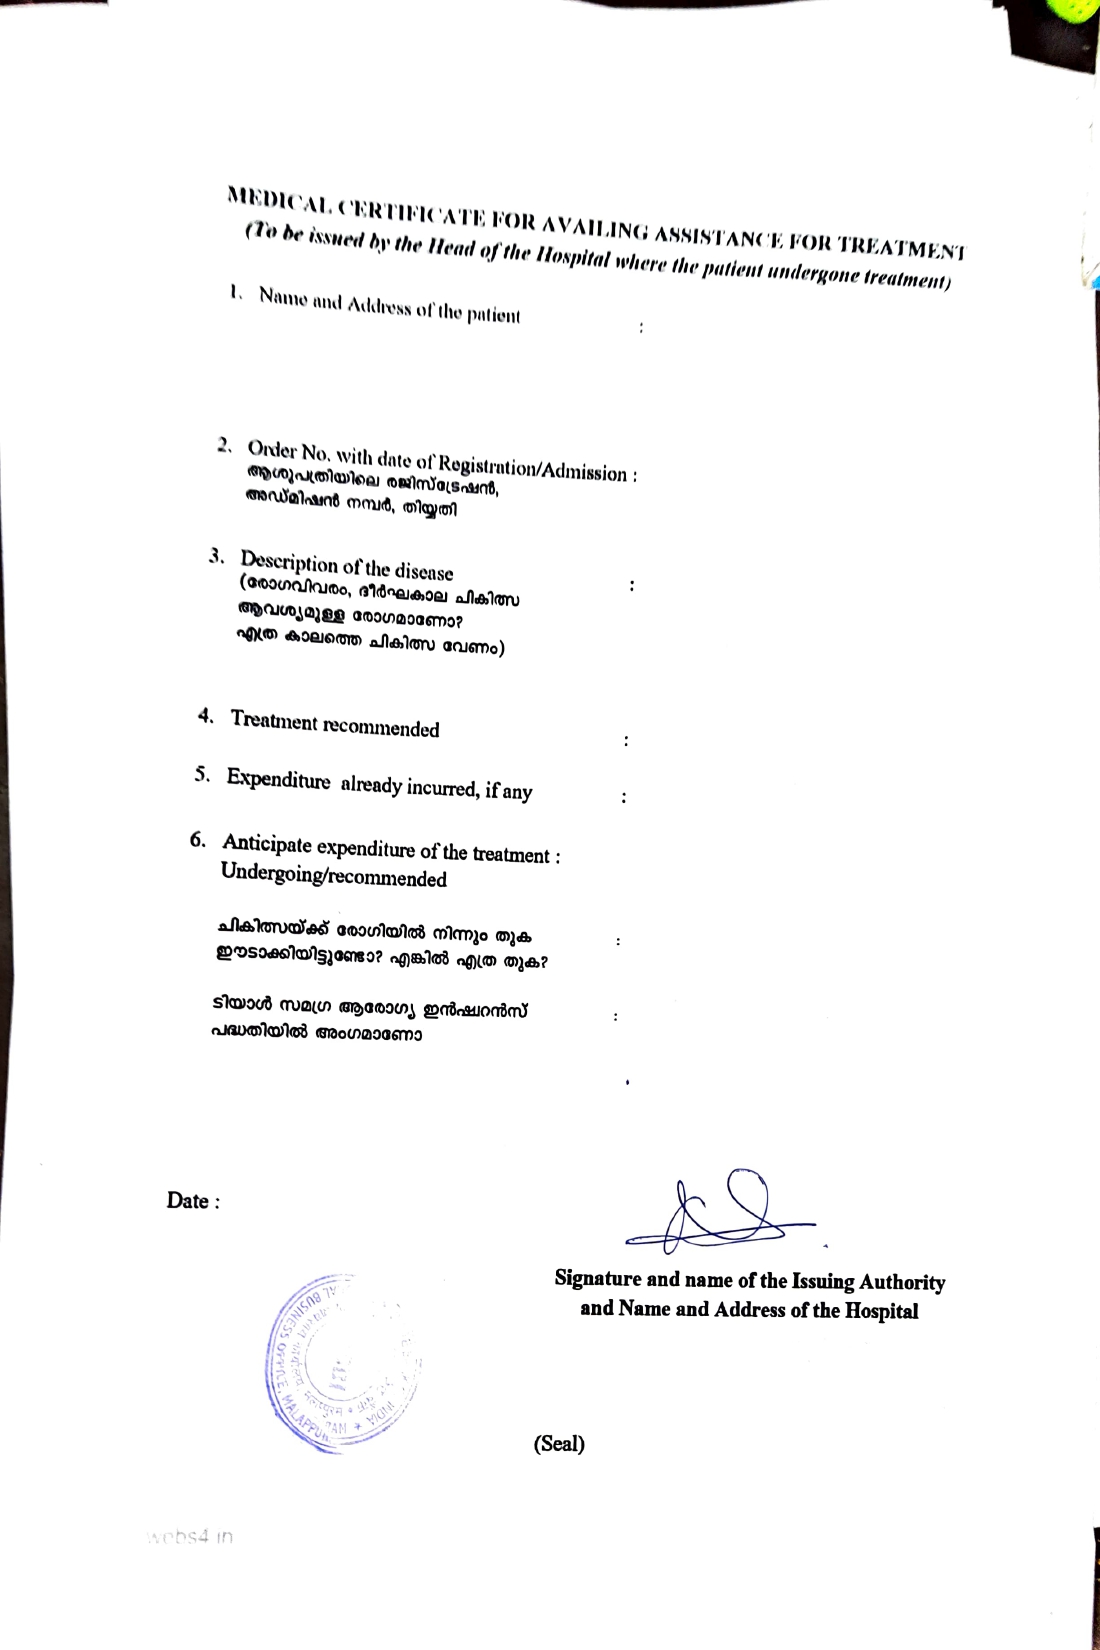 MEDICAL CERTIFICATE FOR AVAILING ASSISTANCE FOR TREATMENT
(To be issued by the Head of the Hospital where the patient undergone treatment)
1. Name and Address of the patient :
2. Order No. with date of Registration/Admission :
ആശുപത്രിയിലെ രജിസ്ട്രേഷൻ,
അഡ്മിഷൻ നമ്പർ, തിയ്യതി
3. Description of the disease :
(രോഗവിവരം, ദീർഘകാല ചികിത്സ
ആവശ്യമുള്ള രോഗമാണോ?
എത്ര കാലത്തെ ചികിത്സ വേണം)
4. Treatment recommended :
5. Expenditure already incurred, if any :
6. Anticipate expenditure of the treatment :
Undergoing/recommended
ചികിത്സയ്ക്ക് രോഗിയിൽ നിന്നും തുക :
ഈടാക്കിയിട്ടുണ്ടോ? എങ്കിൽ എത്ര തുക?
ടിയാൾ സമഗ്ര ആരോഗ്യ ഇൻഷുറൻസ് :
പദ്ധതിയിൽ അംഗമാണോ
Date :
Signature and name of the Issuing Authority
and Name and Address of the Hospital
BUSINESS OFFICE, MALAPPU
INDIA
(Seal)
webs4 in